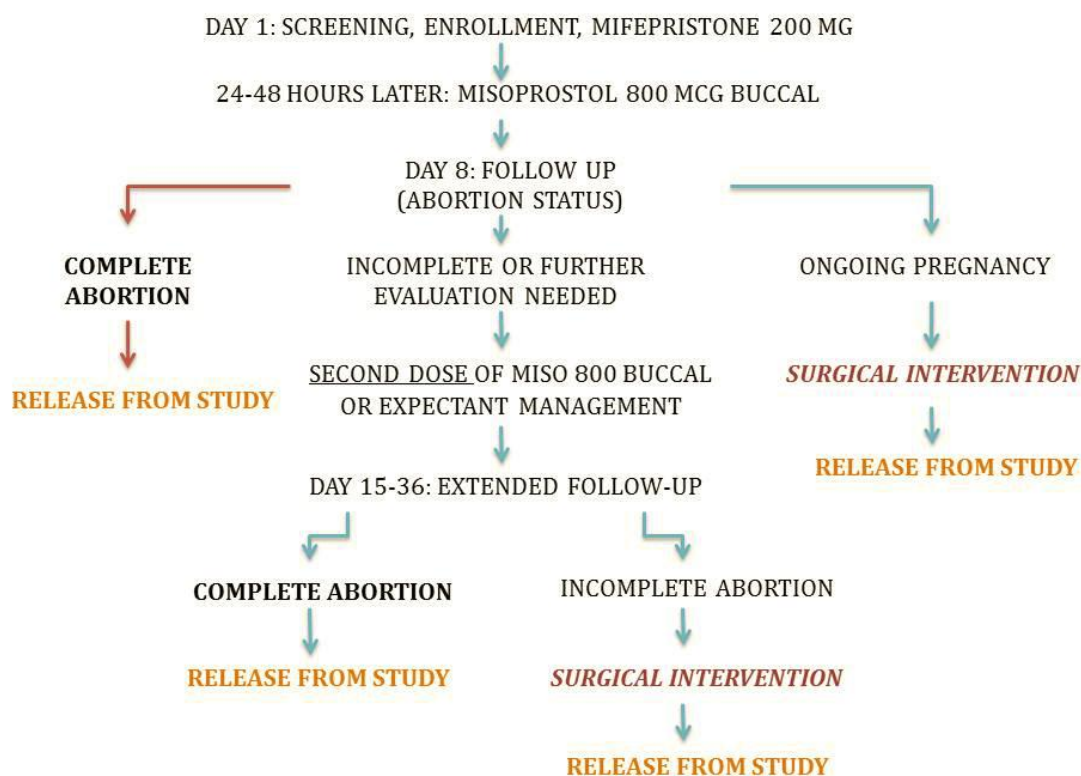 DAY 1: SCREENING, ENROLLMENT, MIFEPRISTONE 200 MG
24-48 HOURS LATER: MISOPROSTOL 800 MCG BUCCAL
DAY 8: FOLLOW UP
(ABORTION STATUS)
COMPLETE
ABORTION
RELEASE FROM STUDY
INCOMPLETE OR FURTHER
EVALUATION NEEDED
SECOND DOSE OF MISO 800 BUCCAL
OR EXPECTANT MANAGEMENT
DAY 15-36: EXTENDED FOLLOW-UP
COMPLETE ABORTION
RELEASE FROM STUDY
INCOMPLETE ABORTION
SURGICAL INTERVENTION
RELEASE FROM STUDY
ONGOING PREGNANCY
SURGICAL INTERVENTION
RELEASE FROM STUDY